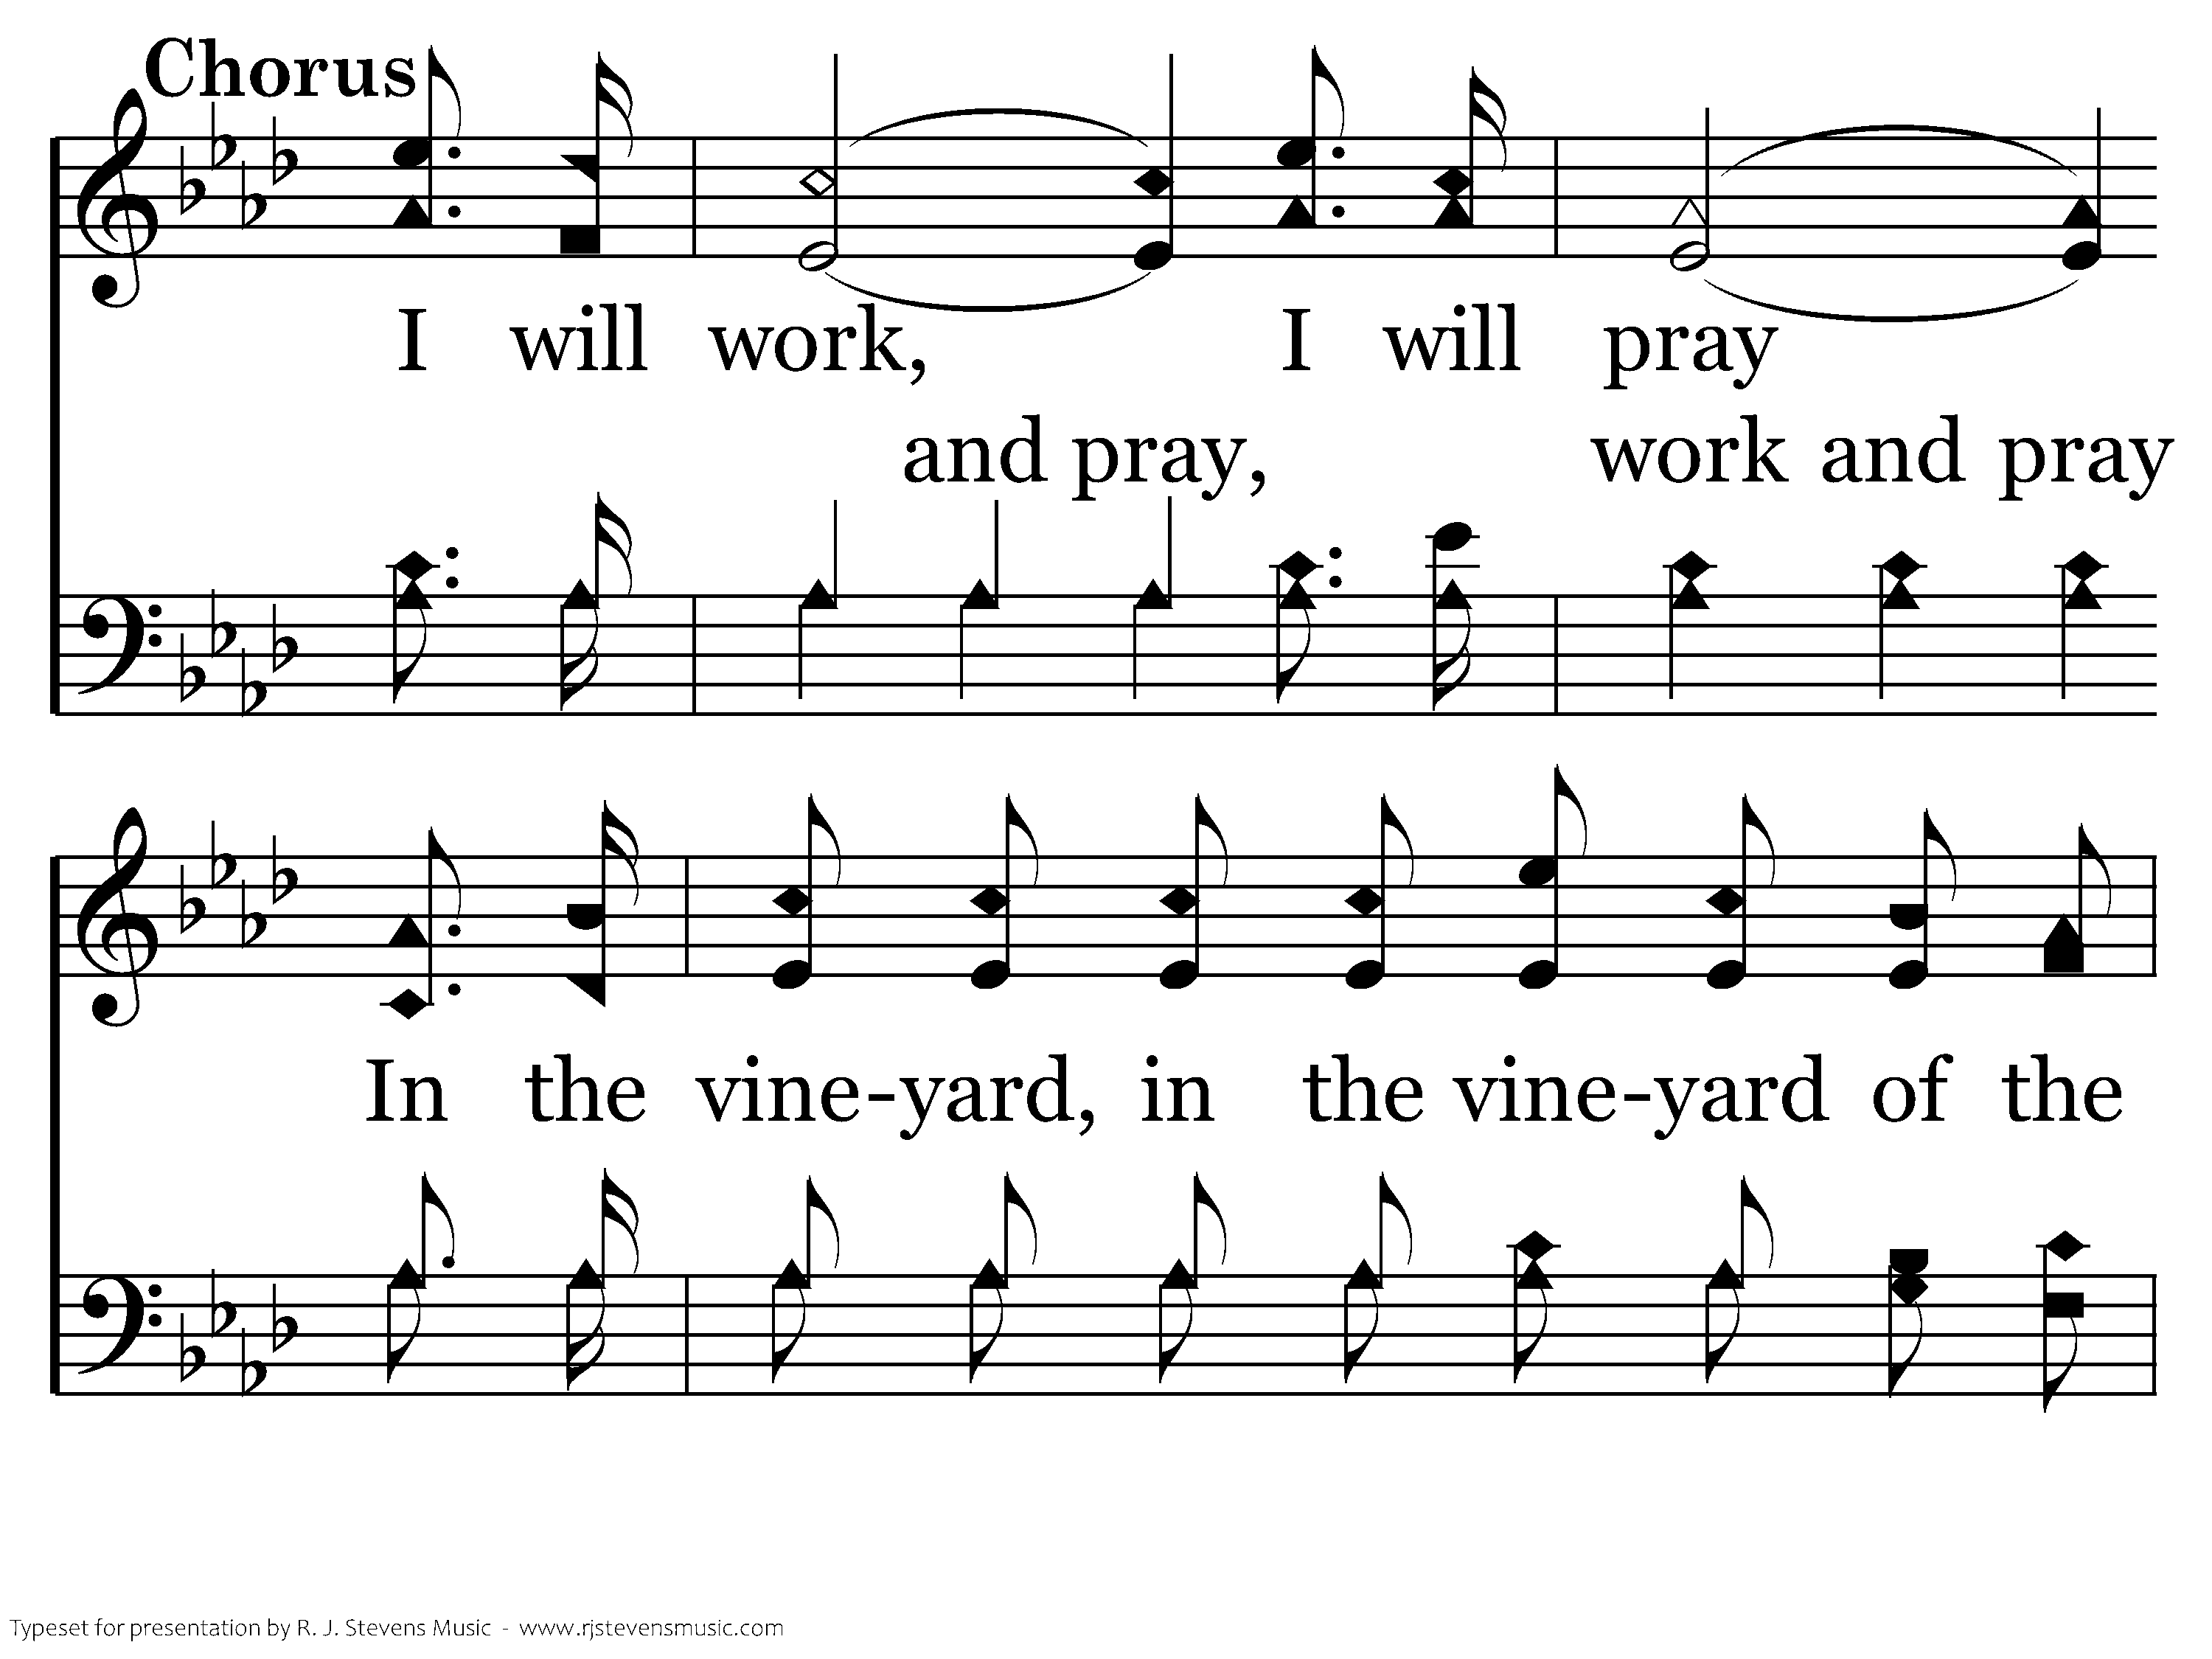 Chorus
I will work, I will pray
and pray, work and pray
In the vine-yard, in the vine-yard of the
Typeset for presentation by R. J. Stevens Music - www.rjstevensmusic.com